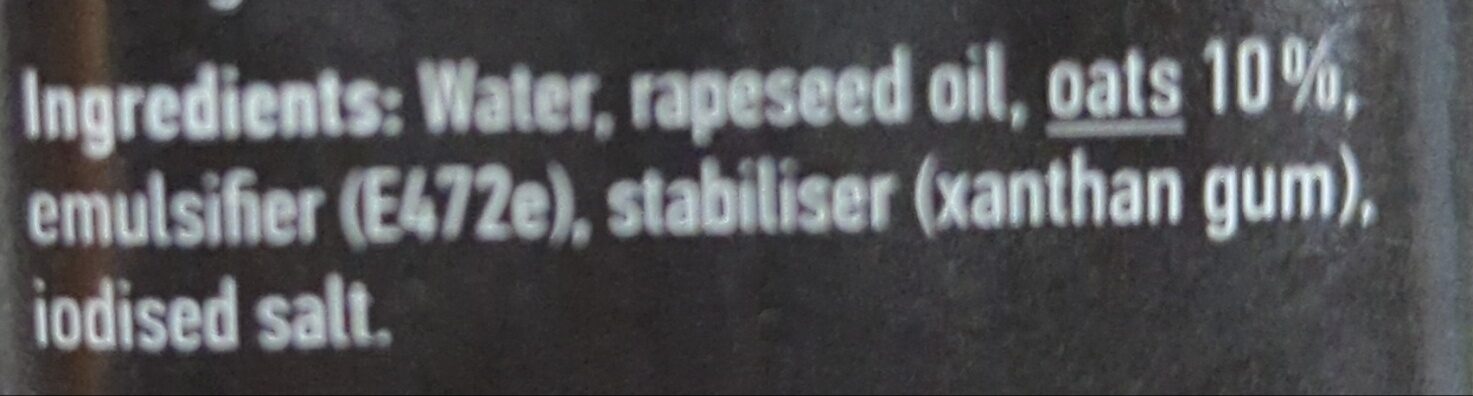 Ingredients: Water, rapeseed oil, oats 10%,
emulsifier (E472e), stabiliser (xanthan gum),
iodised salt.